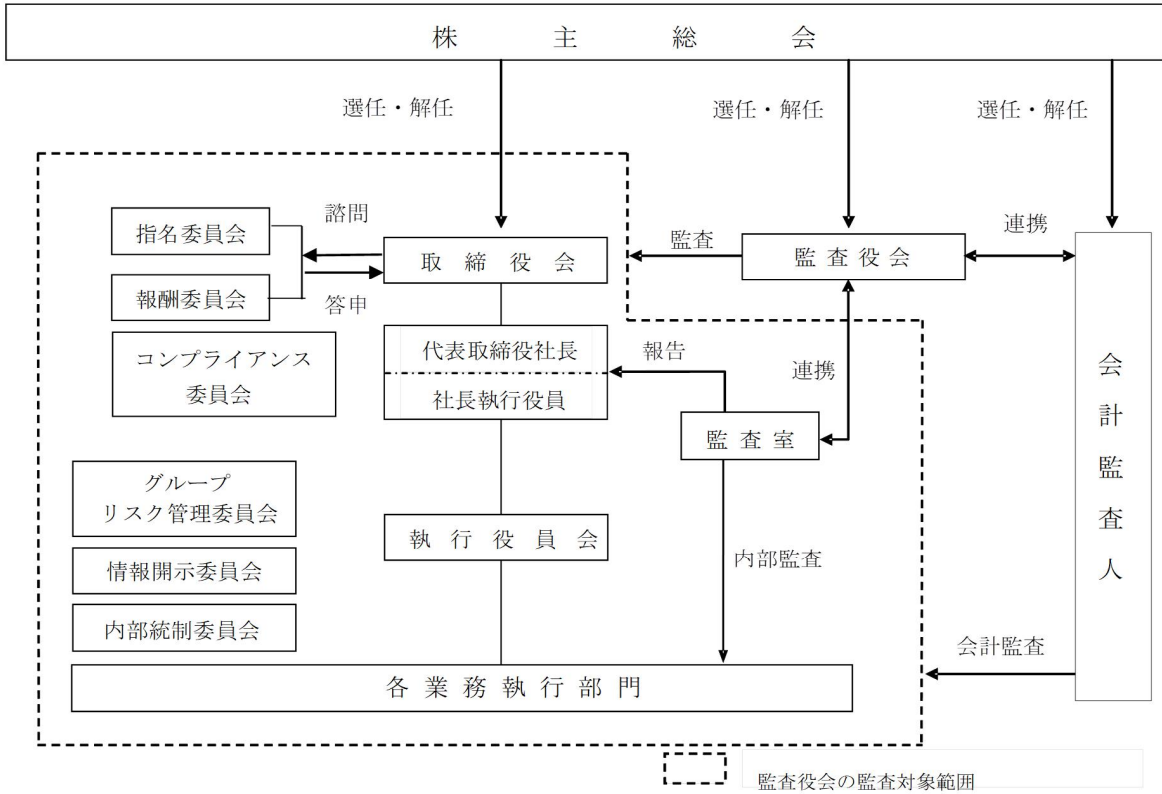 株主総会
選任・解任
選任・解任
選任・解任
指名委員会
諮問
取締役会
監査
監査役会
連携
報酬委員会
答申
コンプライアンス
委員会
代表取締役社長
社長執行役員
報告
連携
監査室
会計監査人
グループ
リスク管理委員会
執行役員会
内部監査
情報開示委員会
内部統制委員会
会計監査
各業務執行部門
監査役会の監査対象範囲